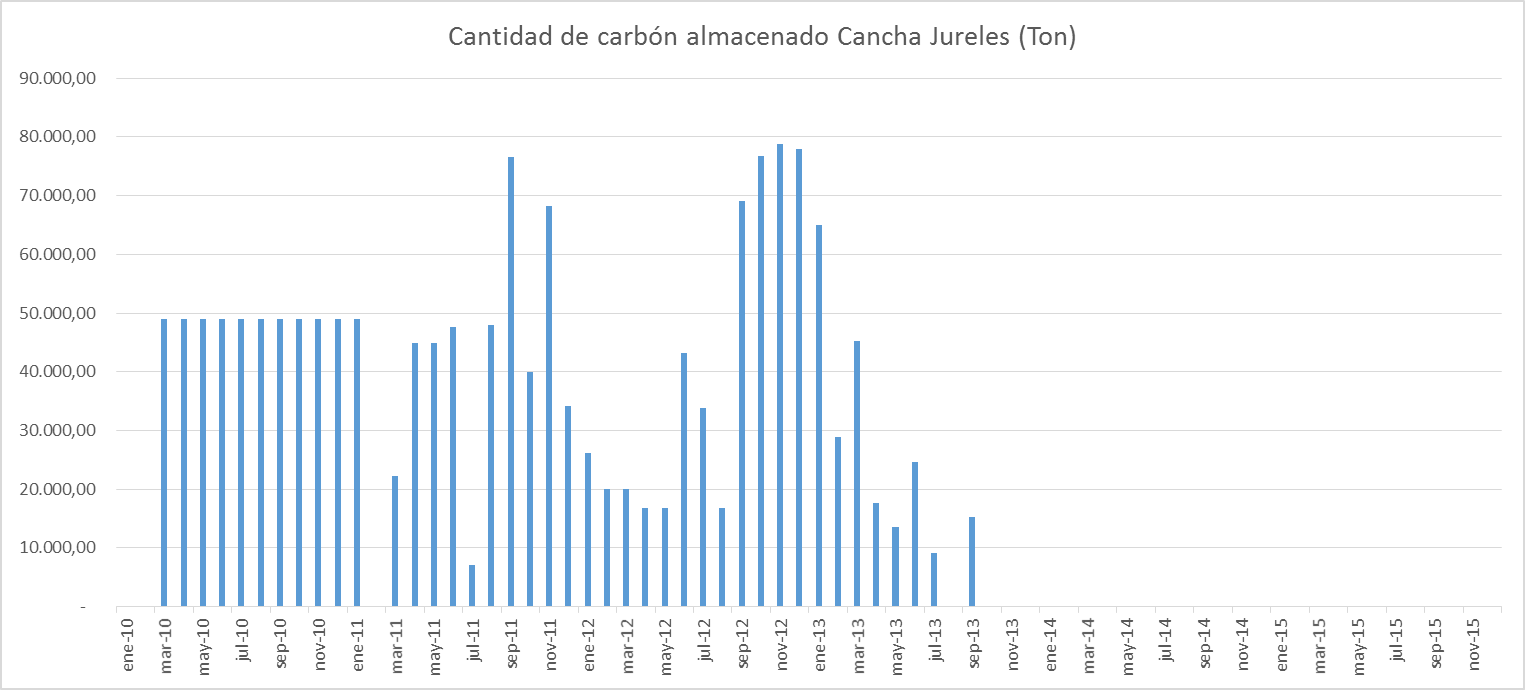 Cantidad de carbón almacenado Cancha Jureles (Ton)
90.000,00
80.000,00
70.000,00
60.000,00
50.000,00
40.000,00
30.000,00
20.000,00
10.000,00
-
ene-10
mar-10
may-10
jul-10
sep-10
nov-10
ene-11
mar-11
may-11
jul-11
sep-11
nov-11
ene-12
mar-12
may-12
jul-12
sep-12
nov-12
ene-13
mar-13
may-13
jul-13
sep-13
nov-13
ene-14
mar-14
may-14
jul-14
sep-14
nov-14
ene-15
mar-15
may-15
jul-15
sep-15
nov-15